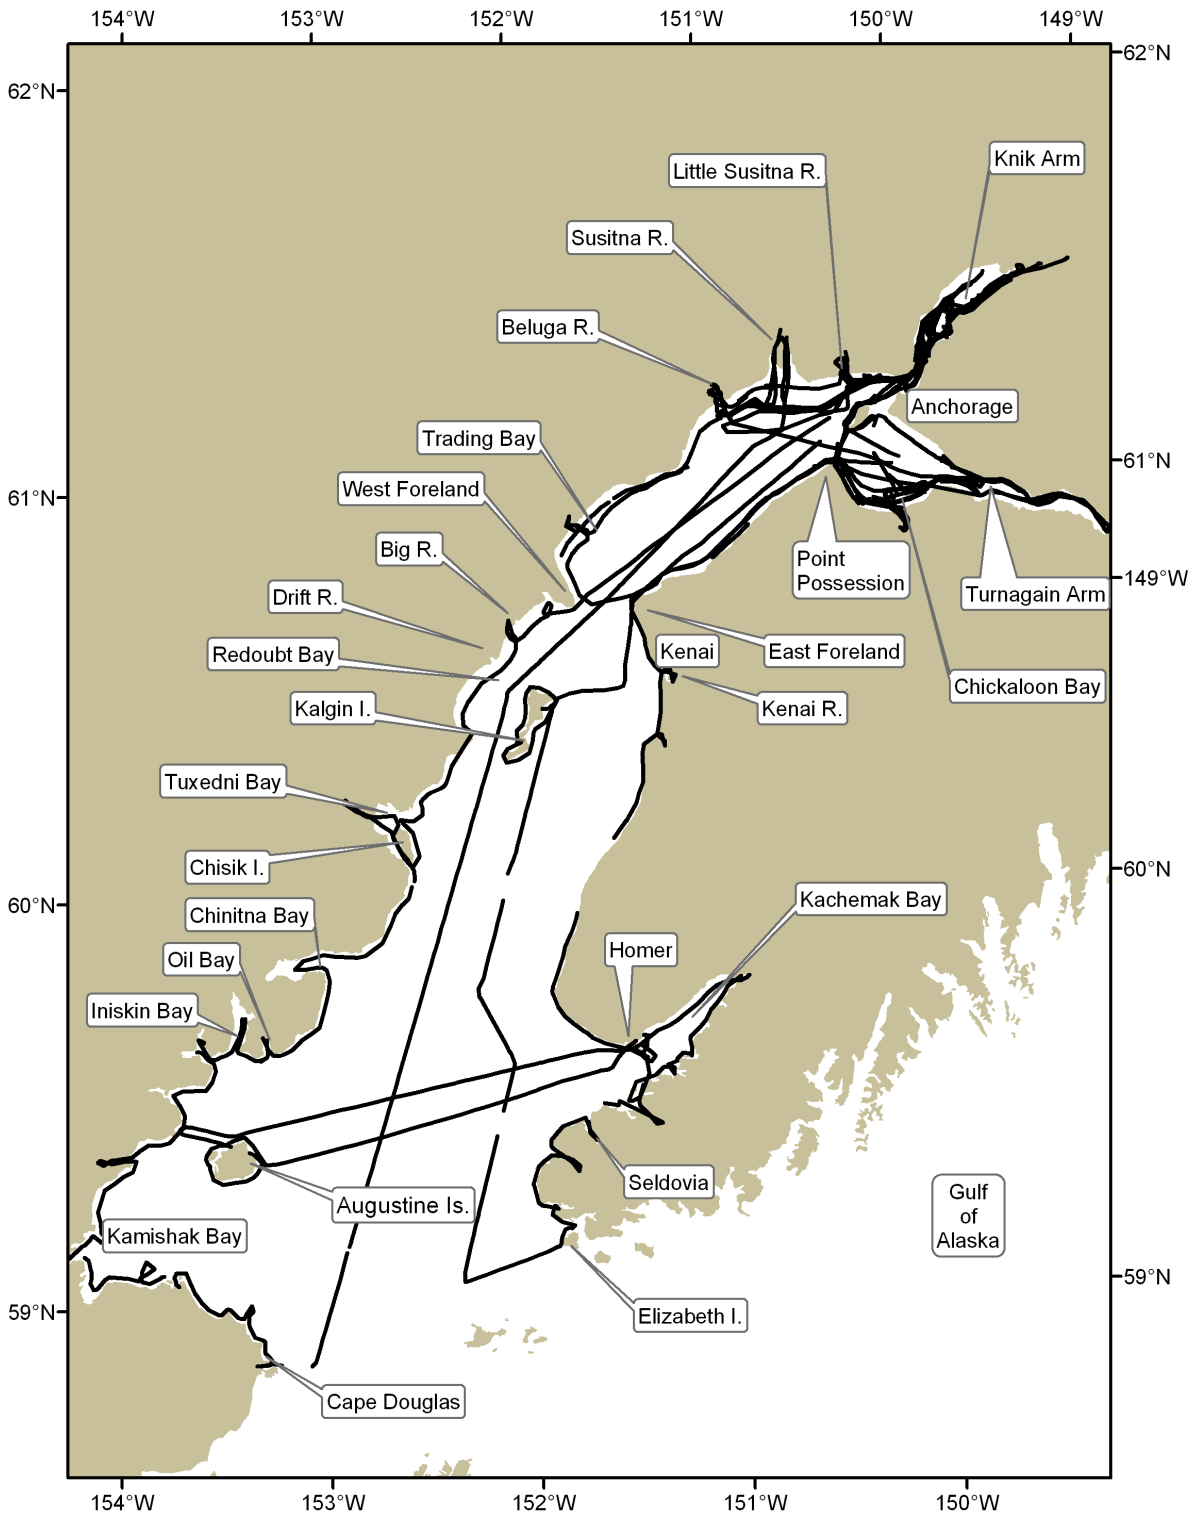 154°W 153°W 152°W 151°W 150°W 149°W
62°N
62°N
Knik Arm
Little Susitna R.
Susitna R.
Beluga R.
Anchorage
Trading Bay
61°N
West Foreland
61°N
Big R.
Point
Possession
149°W
Turnagain Arm
Drift R.
Redoubt Bay
Kenai
East Foreland
Chickaloon Bay
Kalgin I.
Kenai R.
Tuxedni Bay
Chisik I.
60°N
Kachemak Bay
60°N
Chinitna Bay
Homer
Oil Bay
Iniskin Bay
Seldovia
Augustine Is.
Gulf
of
Alaska
Kamishak Bay
59°N
59°N
Elizabeth I.
Cape Douglas
154°W 153°W 152°W 151°W 150°W